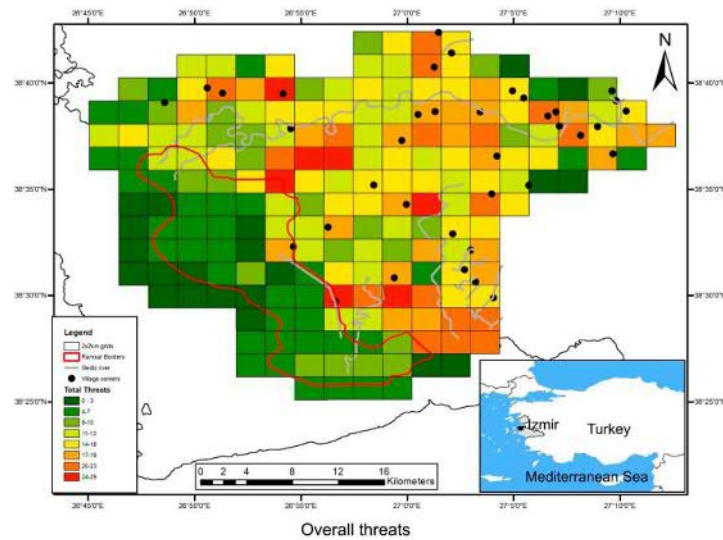 26°45'0"E 26°50'0"E 26°55'0"E 27°0'0"E 27°5'0"E 27°10'0"E
N
38°40'0"N 38°40'0"N
38°35'0"N 38°35'0"N
38°30'0"N 38°30'0"N
38°25'0"N 38°25'0"N
Legend
2x2km grids
Ramsar Borders
Gediz river
Village centers
Total Threats
0 - 3
4-7
8-10
11-13
14-16
17-19
20-23
24-29
0 1 2 4 8 12 16
Kilometers
Izmir
Turkey
Mediterranean Sea
26°45'0"E 26°50'0"E 26°55'0"E 27°0'0"E 27°5'0"E 27°10'0"E
Overall threats